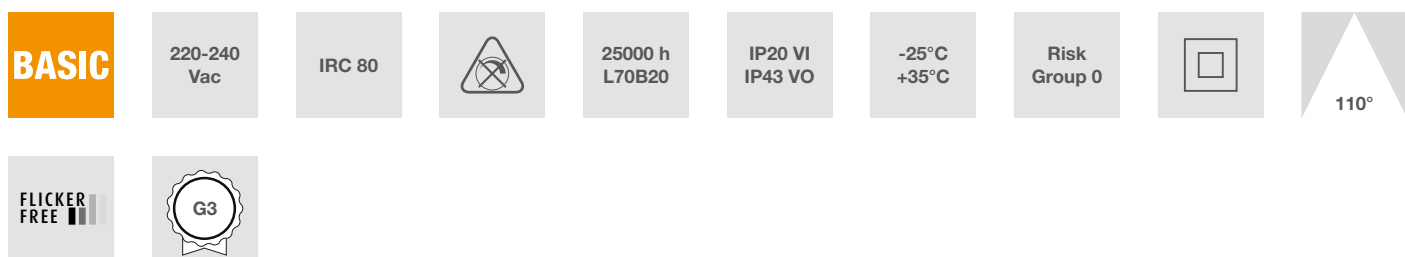 BASIC
220-240
Vac
IRC 80
25000 h
L70B20
IP20 VI
IP43 VO
-25°C
+35°C
Risk
Group 0
110°
FLICKER
FREE
G3